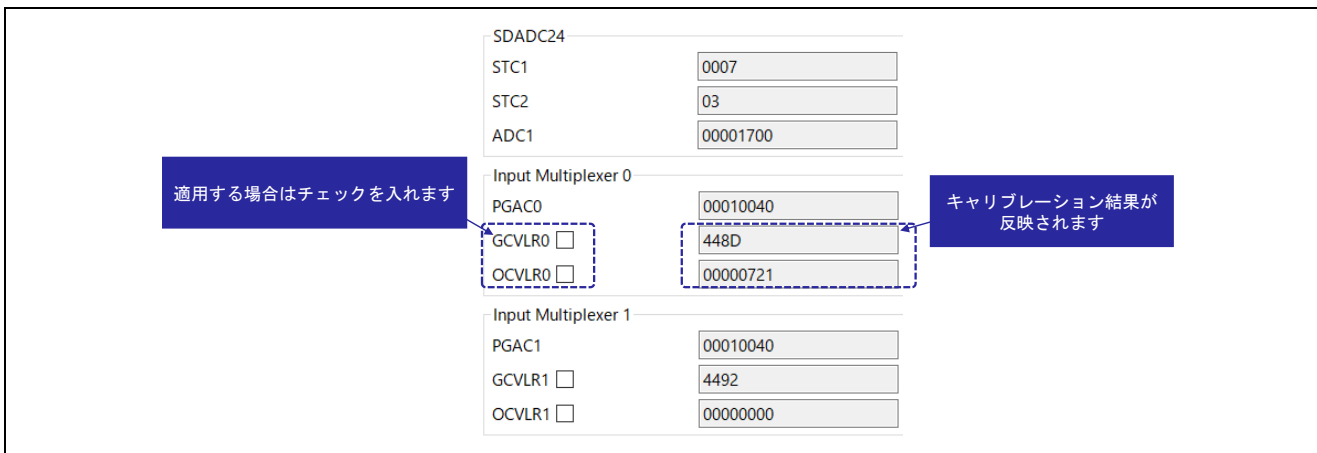 SDADC24
STC1 0007
STC2 03
ADC1 00001700
適用する場合はチェックを入れます
Input Multiplexer 0
PGAC0 00010040
GCVLR0 448D
OCVLR0 00000721
キャリブレーション結果が
反映されます
Input Multiplexer 1
PGAC1 00010040
GCVLR1 4492
OCVLR1 00000000